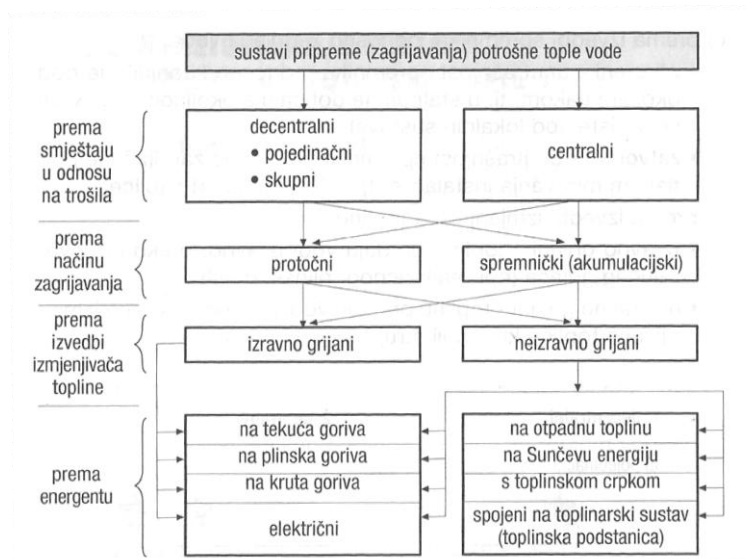 sustavi pripreme (zagrijavanja) potrošne tople vode
prema
smještaju
u odnosu
na trošila
decentralni
• pojedinačni
• skupni
centralni
prema
načinu
zagrijavanja
protočni
spremnički (akumulacijski)
prema
izvedbi
izmjenjivača
topline
izravno grijani
neizravno grijani
prema
energentu
na tekuća goriva
na plinska goriva
na kruta goriva
električni
na otpadnu toplinu
na Sunčevu energiju
s toplinskom crpkom
spojeni na toplinarski sustav
(toplinska podstanica)